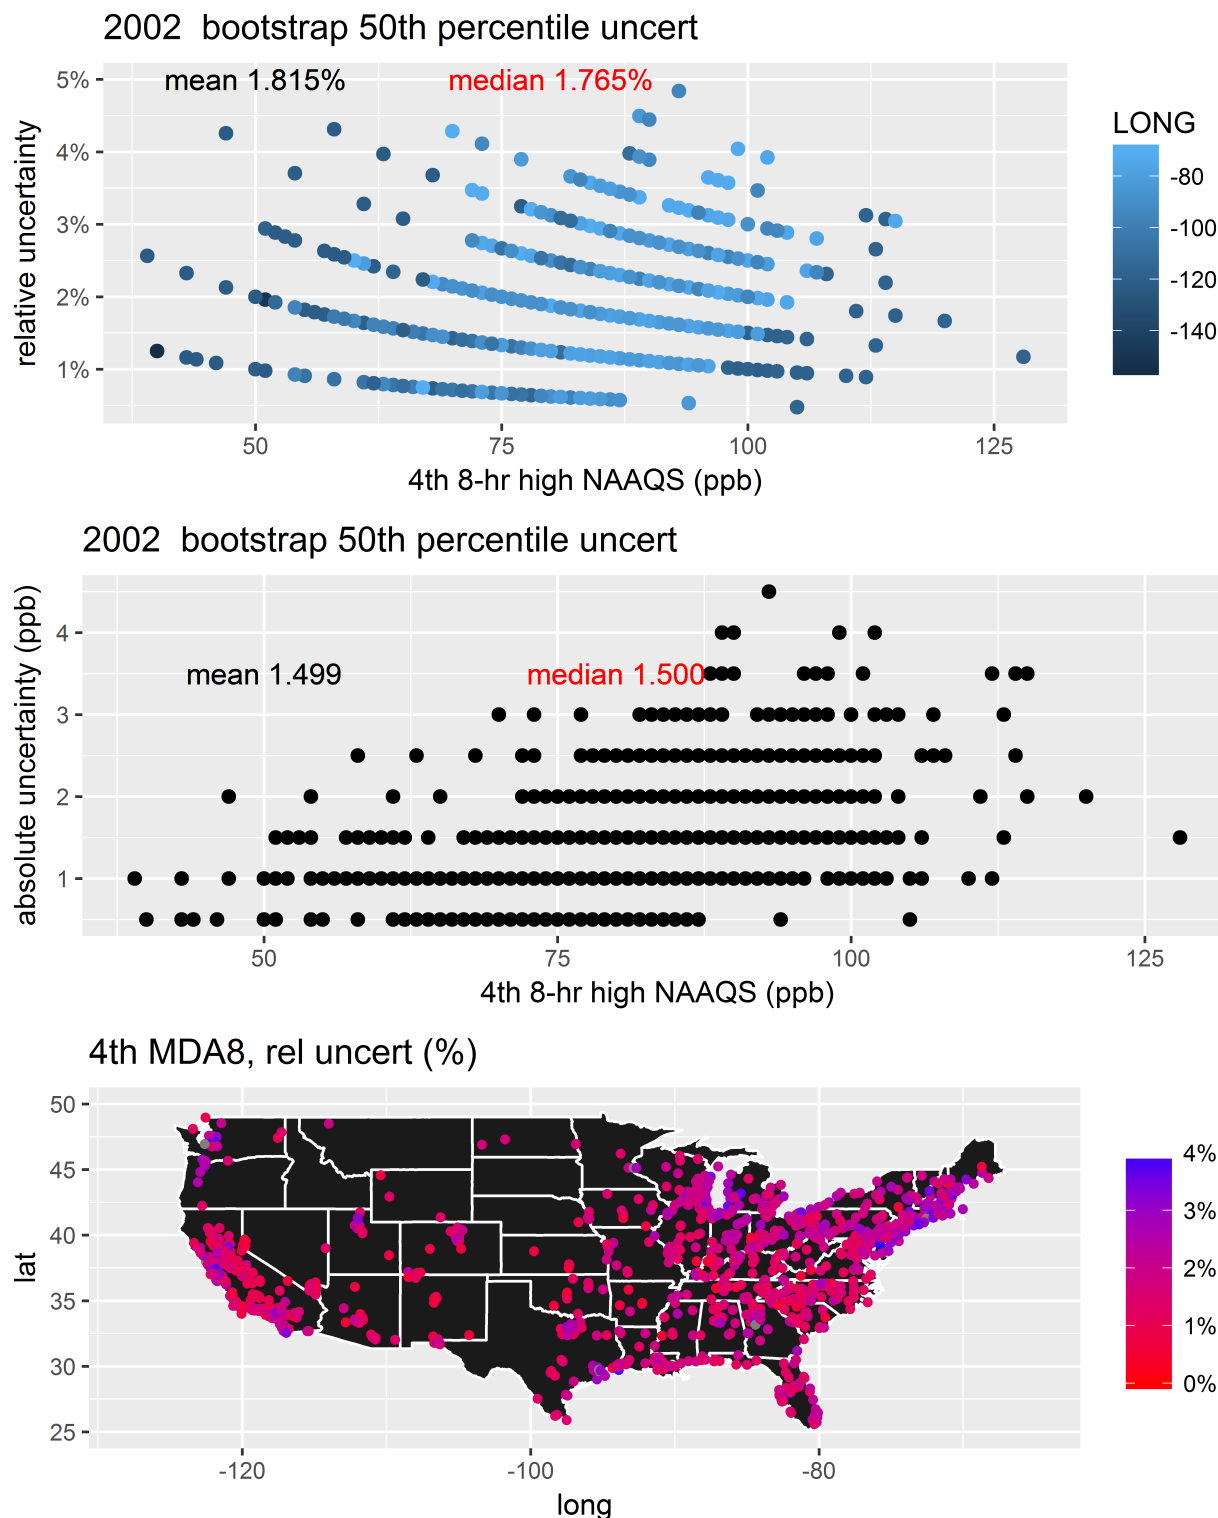 2002  bootstrap 50th percentile uncert
mean 1.815%
median 1.765%
5%
4%
3%
2%
1%
relative uncertainty
50
75
100
125
4th 8-hr high NAAQS (ppb)
LONG
-80
-100
-120
-140
2002  bootstrap 50th percentile uncert
mean 1.499
median 1.500
4
3
2
1
absolute uncertainty (ppb)
50
75
100
125
4th 8-hr high NAAQS (ppb)
4th MDA8, rel uncert (%)
50
45
40
35
30
25
lat
-120
-100
-80
long
4%
3%
2%
1%
0%